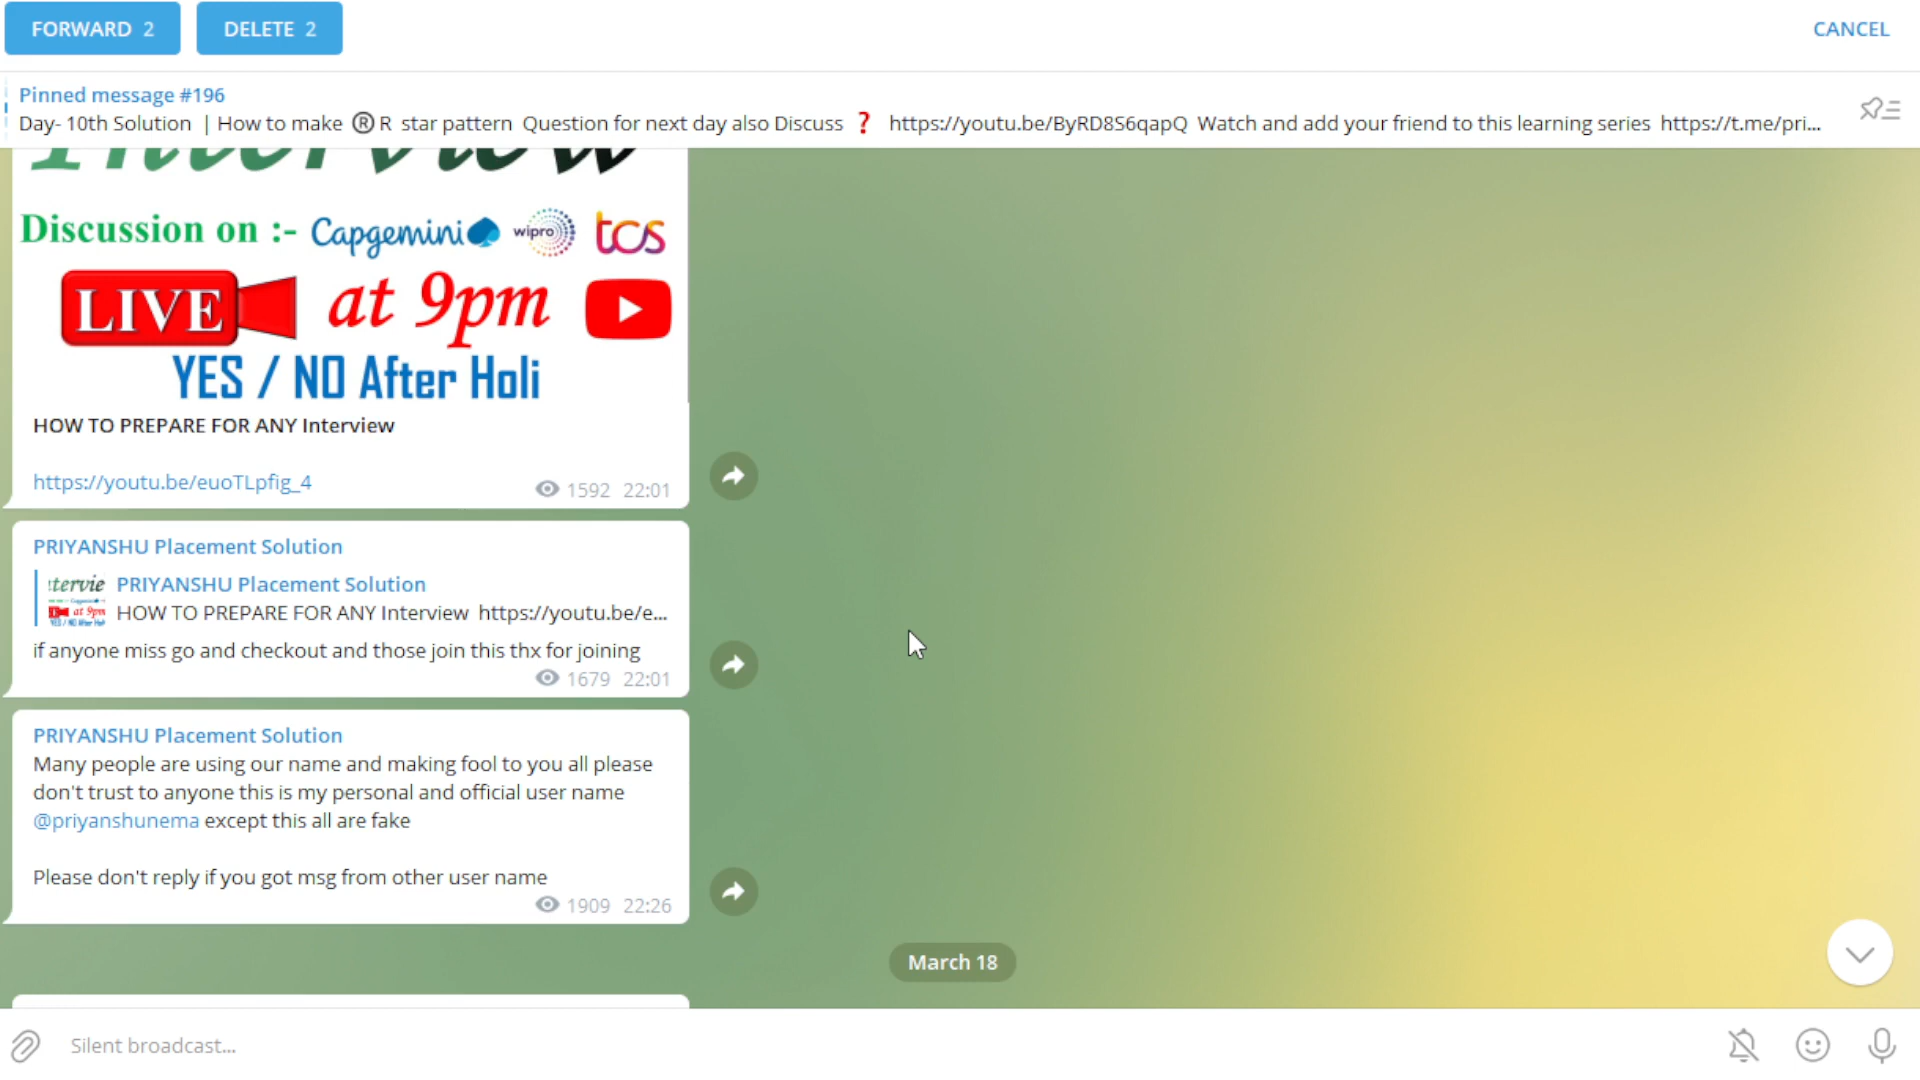 FORWARD 2 DELETE 2 CANCEL
Pinned message #196
Day- 10th Solution | How to make ®️R star pattern Question for next day also Discuss ❓ https://youtu.be/ByRD8S6qapQ Watch and add your friend to this learning series https://t.me/pri...
Interview
Discussion on :- Capgemini wipro tcs
LIVE at 9pm
YES / NO After Holi
HOW TO PREPARE FOR ANY Interview
https://youtu.be/euoTLpfig_4
1592 22:01
PRIYANSHU Placement Solution
PRIYANSHU Placement Solution
HOW TO PREPARE FOR ANY Interview https://youtu.be/e...
if anyone miss go and checkout and those join this thx for joining
1679 22:01
PRIYANSHU Placement Solution
Many people are using our name and making fool to you all please
don't trust to anyone this is my personal and official user name
@priyanshunema except this all are fake
Please don't reply if you got msg from other user name
1909 22:26
March 18
Silent broadcast...